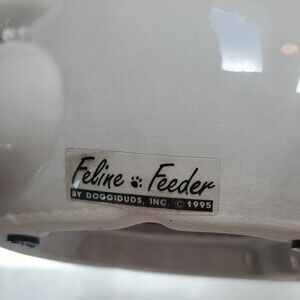 Feline Feeder
BY DOGGIDUDS, INC. © 1995